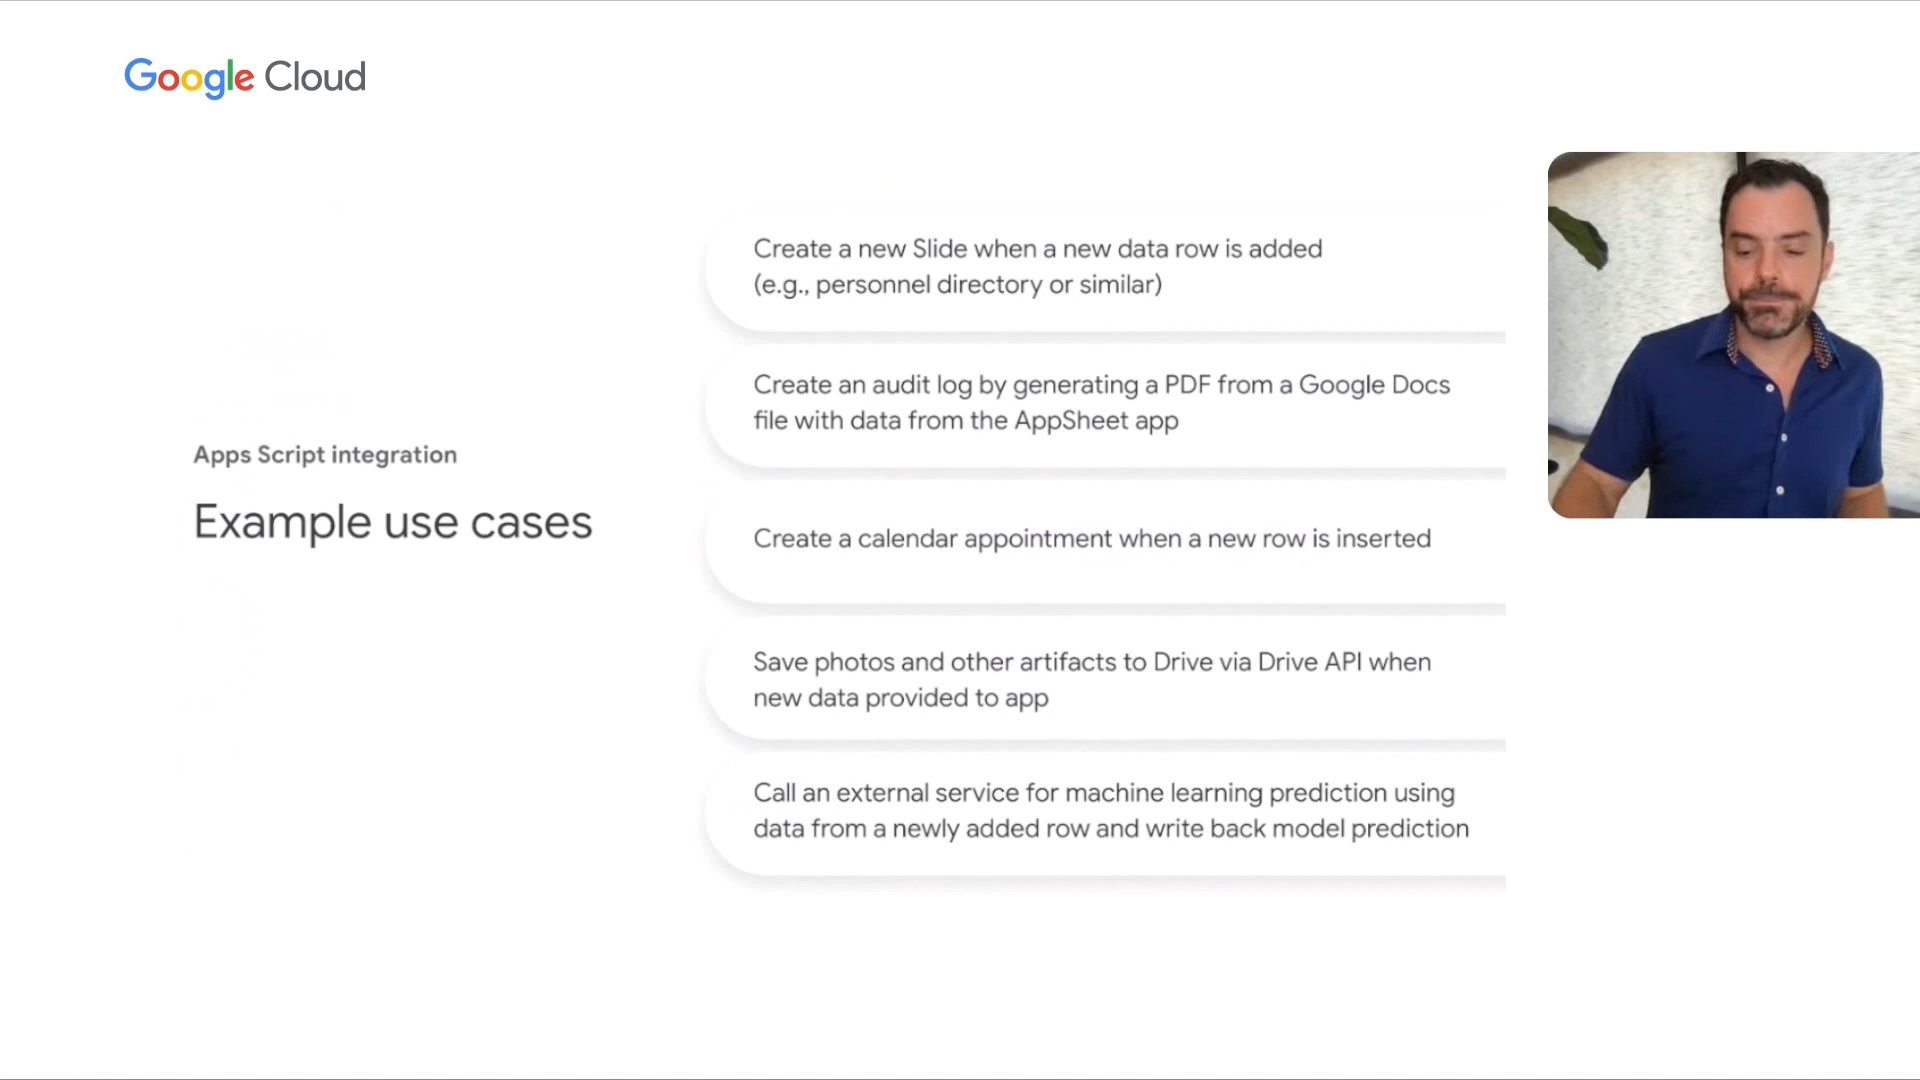 Google Cloud
Apps Script integration
Example use cases
Create a new Slide when a new data row is added
(e.g., personnel directory or similar)
Create an audit log by generating a PDF from a Google Docs
file with data from the AppSheet app
Create a calendar appointment when a new row is inserted
Save photos and other artifacts to Drive via Drive API when
new data provided to app
Call an external service for machine learning prediction using
data from a newly added row and write back model prediction